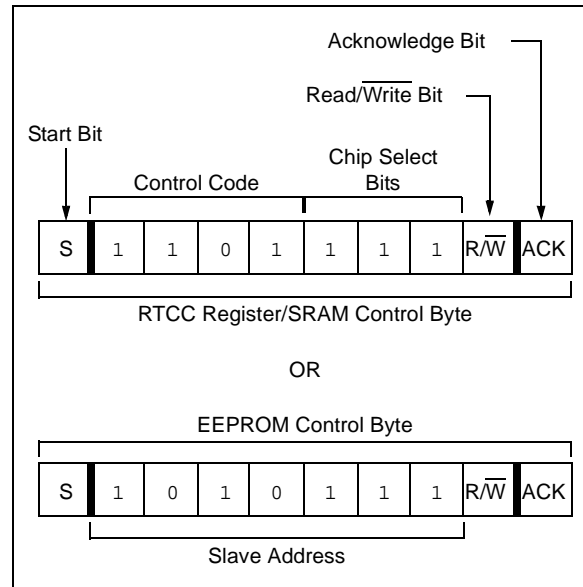 Acknowledge Bit
Read/Write Bit
Start Bit
Chip Select
Control Code Bits
S 1 1 0 1 1 1 1 R/W ACK
RTCC Register/SRAM Control Byte
OR
EEPROM Control Byte
S 1 0 1 0 1 1 1 R/W ACK
Slave Address